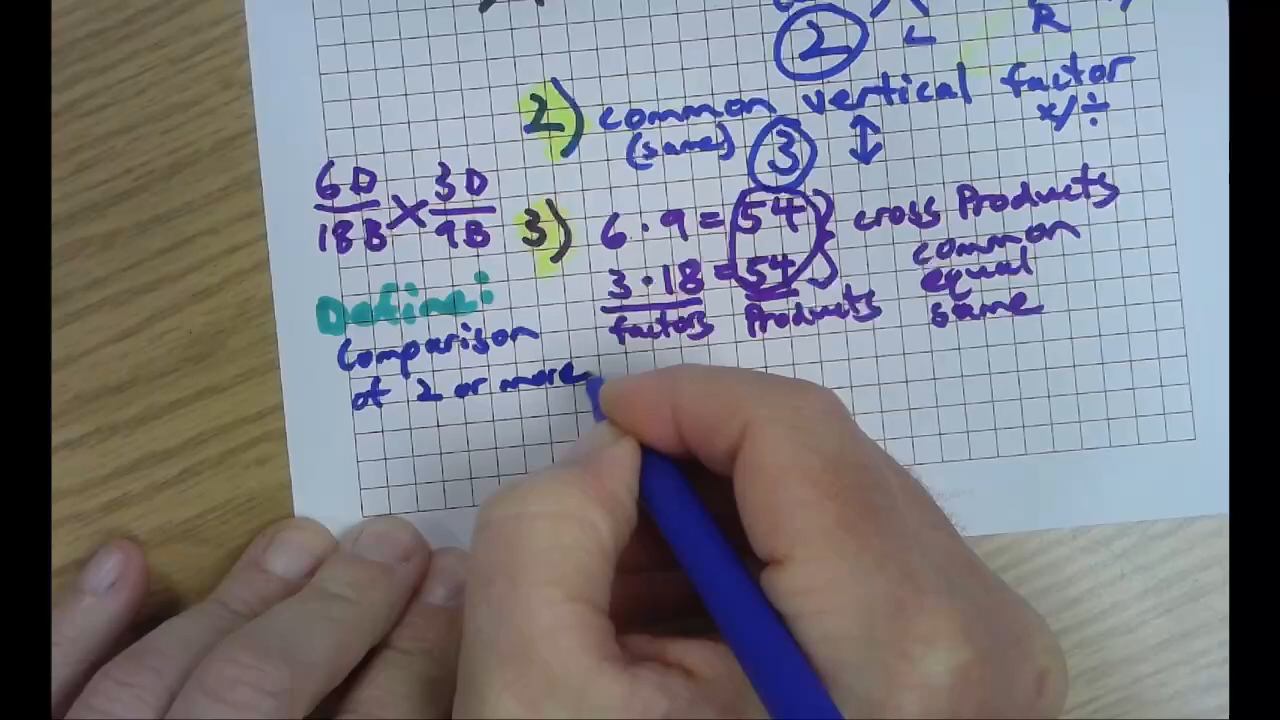 2 L R
2) common vertical factor
(same) 3 ↕ x/÷
6D/18B × 3D/9B
3) 6·9 = 54 cross Products
3·18 = 54 common
factors Products equal
same
Define:
Comparison
of 2 or more